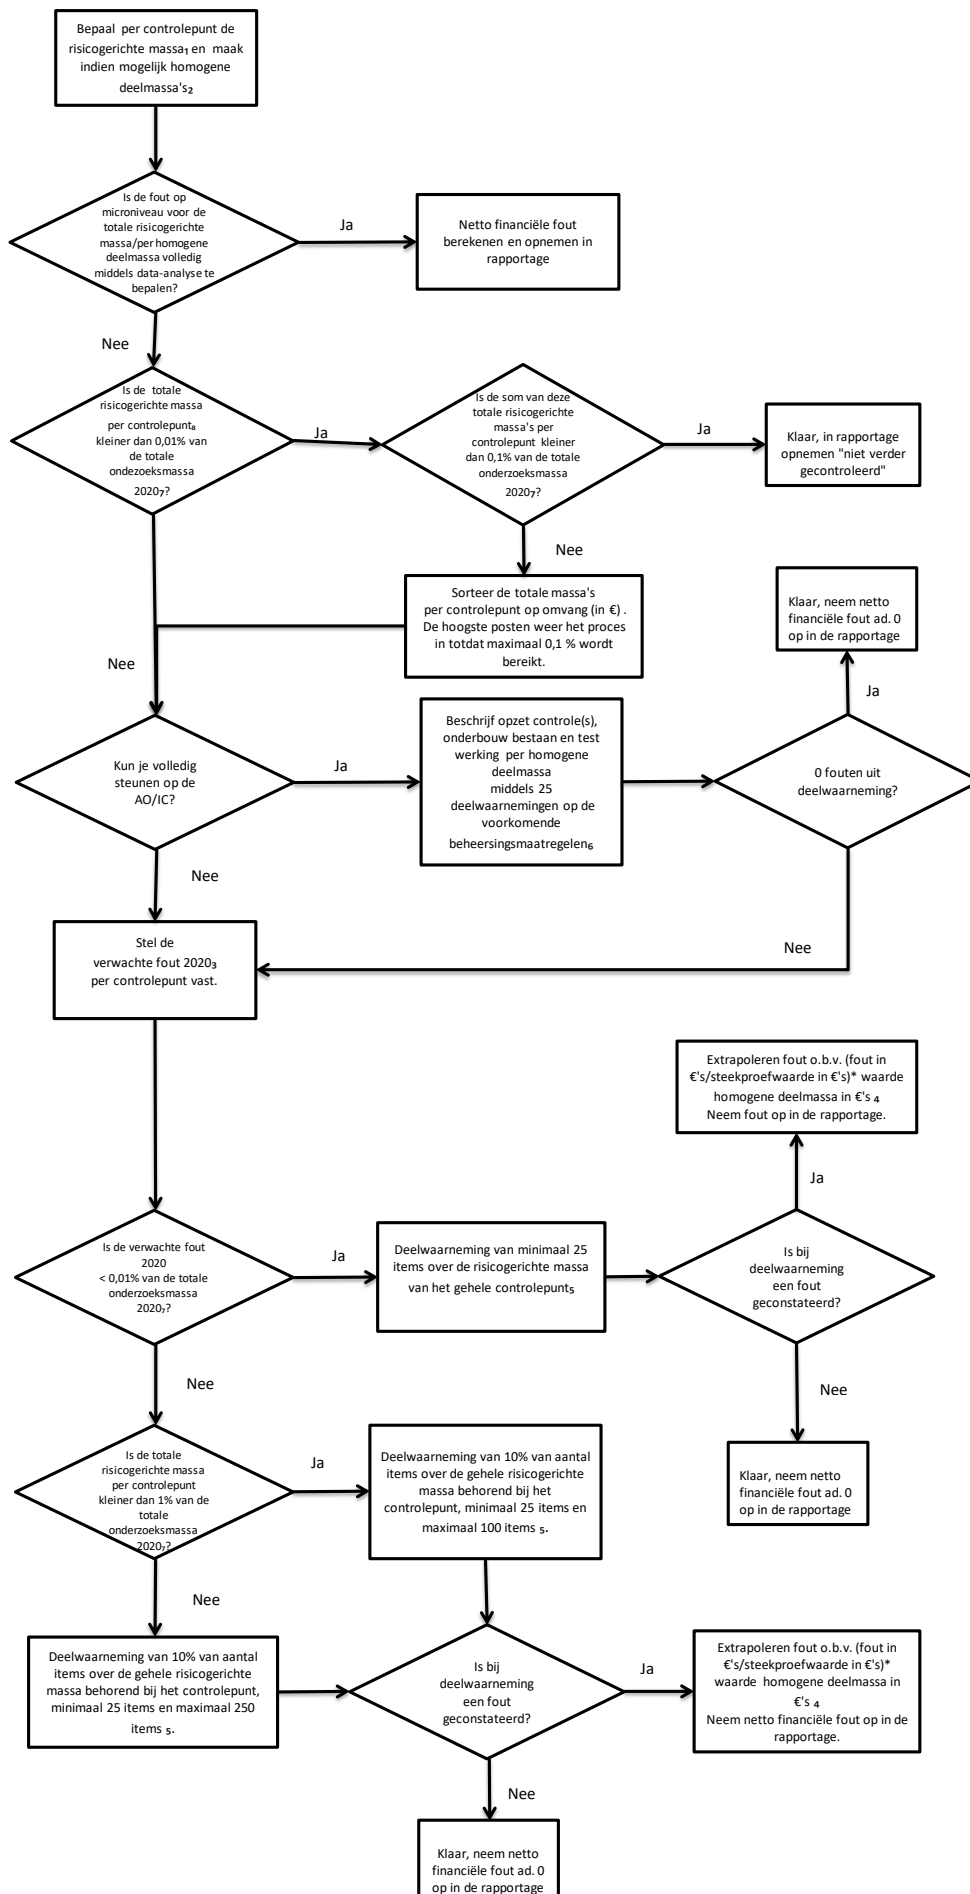 Bepaal per controlepunt de
risicogerichte massa₁ en maak
indien mogelijk homogene
deelmassa's₂
Is de fout op
microniveau voor de
totale risicogerichte
massa/per homogene
deelmassa volledig
middels data-analyse te
bepalen?
Ja
Netto financiële fout
berekenen en opnemen in
rapportage
Nee
Is de totale
risicogerichte massa
per controlepunt₈
kleiner dan 0,01% van
de totale
ondezoeksmassa
2020₇?
Ja
Is de som van deze
totale risicogerichte
massa's per
controlepunt kleiner
dan 0,1% van de totale
onderzoeksmassa
2020₇?
Ja
Klaar, in rapportage
opnemen "niet verder
gecontroleerd"
Nee
Sorteer de totale massa's
per controlepunt op omvang (in €) .
De hoogste posten weer het proces
in totdat maximaal 0,1 % wordt
bereikt.
Klaar, neem netto
financiële fout ad. 0
op in de rapportage
Nee
Ja
Kun je volledig
steunen op de
AO/IC?
Ja
Beschrijf opzet controle(s),
onderbouw bestaan en test
werking per homogene
deelmassa
middels 25
deelwaarnemingen op de
voorkomende
beheersingsmaatregelen₆
0 fouten uit
deelwaarneming?
Nee
Nee
Stel de
verwachte fout 2020₃
per controlepunt vast.
Extrapoleren fout o.b.v. (fout in
€'s/steekproefwaarde in €'s)* waarde
homogene deelmassa in €'s ₄
Neem fout op in de rapportage.
Ja
Is de verwachte fout
2020
< 0,01% van de totale
onderzoeksmassa
2020₇?
Ja
Deelwaarneming van minimaal 25
items over de risicogerichte massa
van het gehele controlepunt₅
Is bij
deelwaarneming
een fout
geconstateerd?
Nee
Nee
Klaar, neem netto
financiële fout ad. 0
op in de rapportage
Is de totale
risicogerichte massa
per controlepunt
kleiner dan 1% van de
totale
onderzoeksmassa
2020₇?
Ja
Deelwaarneming van 10% van aantal
items over de gehele risicogerichte
massa behorend bij het
controlepunt, minimaal 25 items en
maximaal 100 items ₅.
Nee
Deelwaarneming van 10% van aantal
items over de gehele risicogerichte
massa behorend bij het controlepunt,
minimaal 25 items en maximaal 250
items ₅.
Is bij
deelwaarneming
een fout
geconstateerd?
Ja
Extrapoleren fout o.b.v. (fout in
€'s/steekproefwaarde in €'s)*
waarde homogene deelmassa in
€'s ₄
Neem netto financiële fout op in de
rapportage.
Nee
Klaar, neem netto
financiële fout ad. 0
op in de rapportage